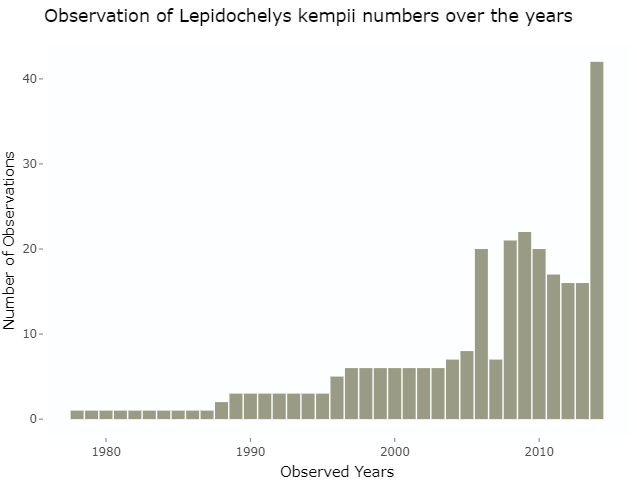 Observation of Lepidochelys kempii numbers over the years
Number of Observations
40
30
20
10
0
1980 1990 2000 2010
Observed Years